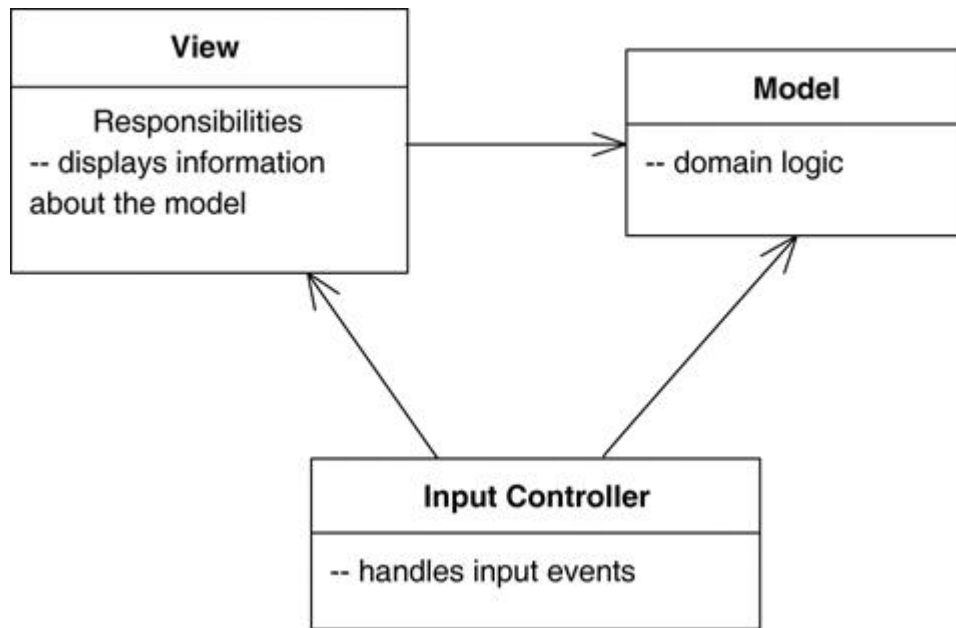 View
Responsibilities
-- displays information
about the model
Model
-- domain logic
Input Controller
-- handles input events